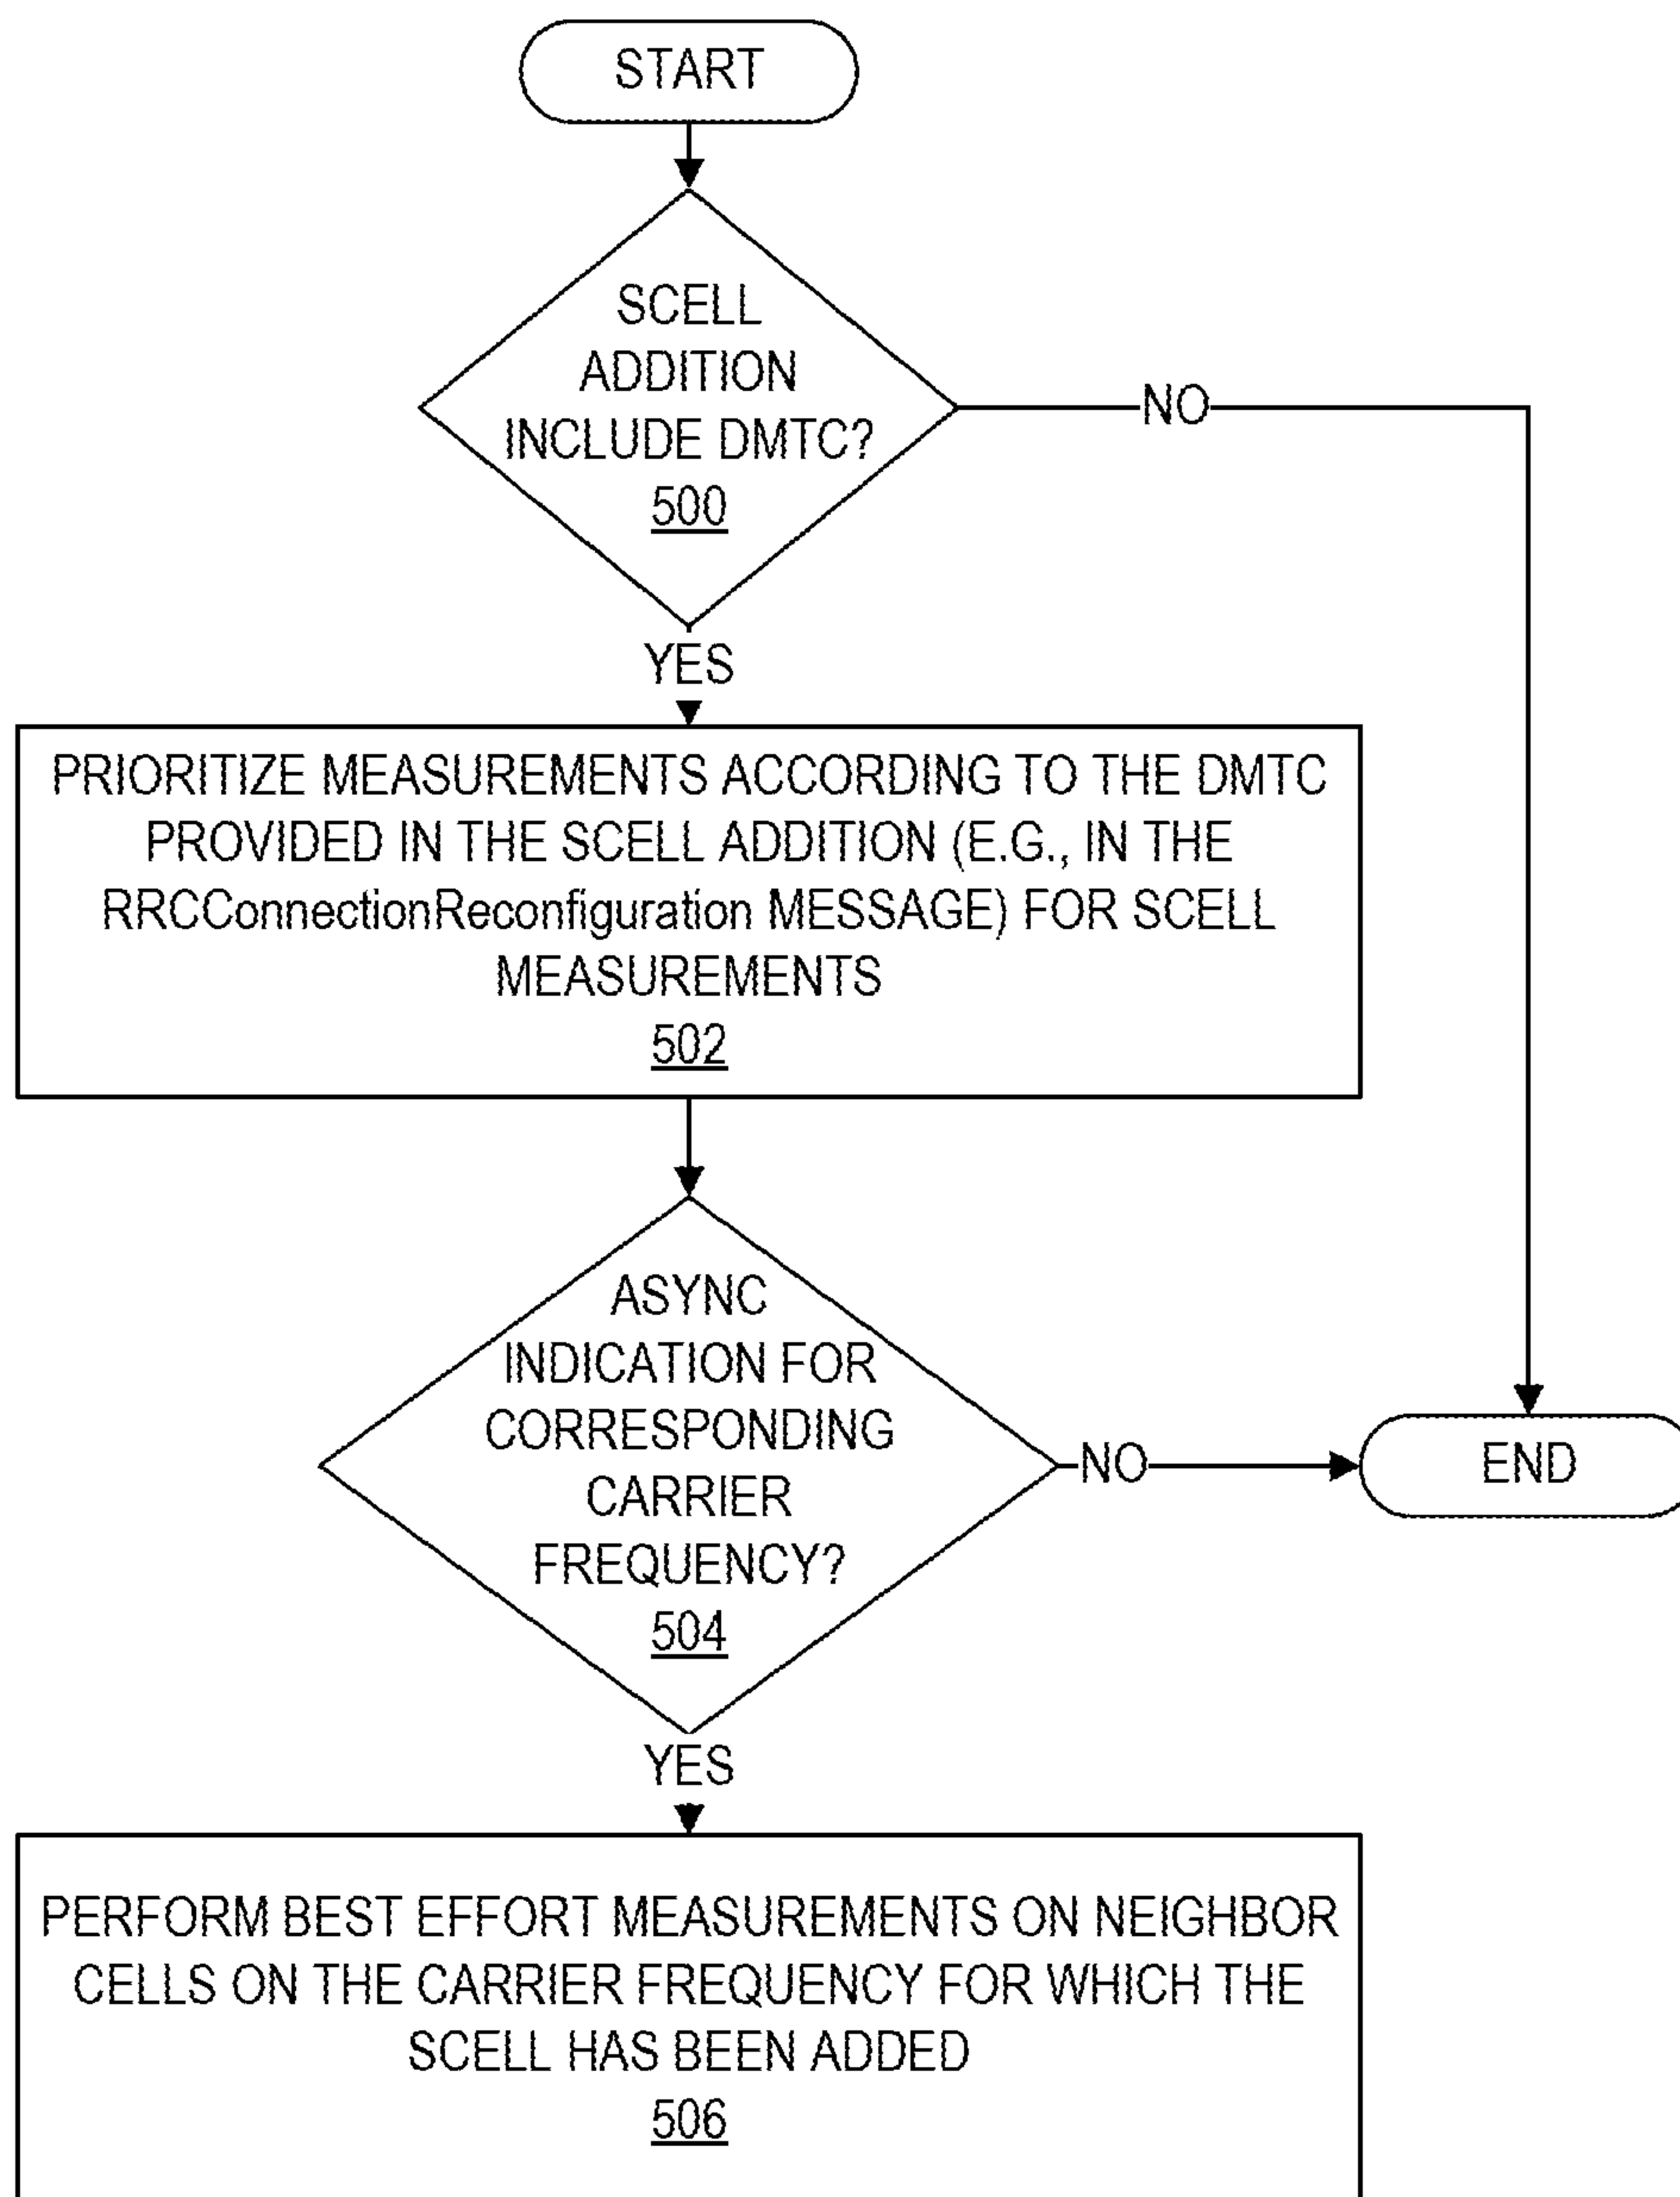 START
SCELL
ADDITION
INCLUDE DMTC?
500
NO
YES
PRIORITIZE MEASUREMENTS ACCORDING TO THE DMTC
PROVIDED IN THE SCELL ADDITION (E.G., IN THE
RRCConnectionReconfiguration MESSAGE) FOR SCELL
MEASUREMENTS
502
ASYNC
INDICATION FOR
CORRESPONDING
CARRIER
FREQUENCY?
504
NO
END
YES
PERFORM BEST EFFORT MEASUREMENTS ON NEIGHBOR
CELLS ON THE CARRIER FREQUENCY FOR WHICH THE
SCELL HAS BEEN ADDED
506